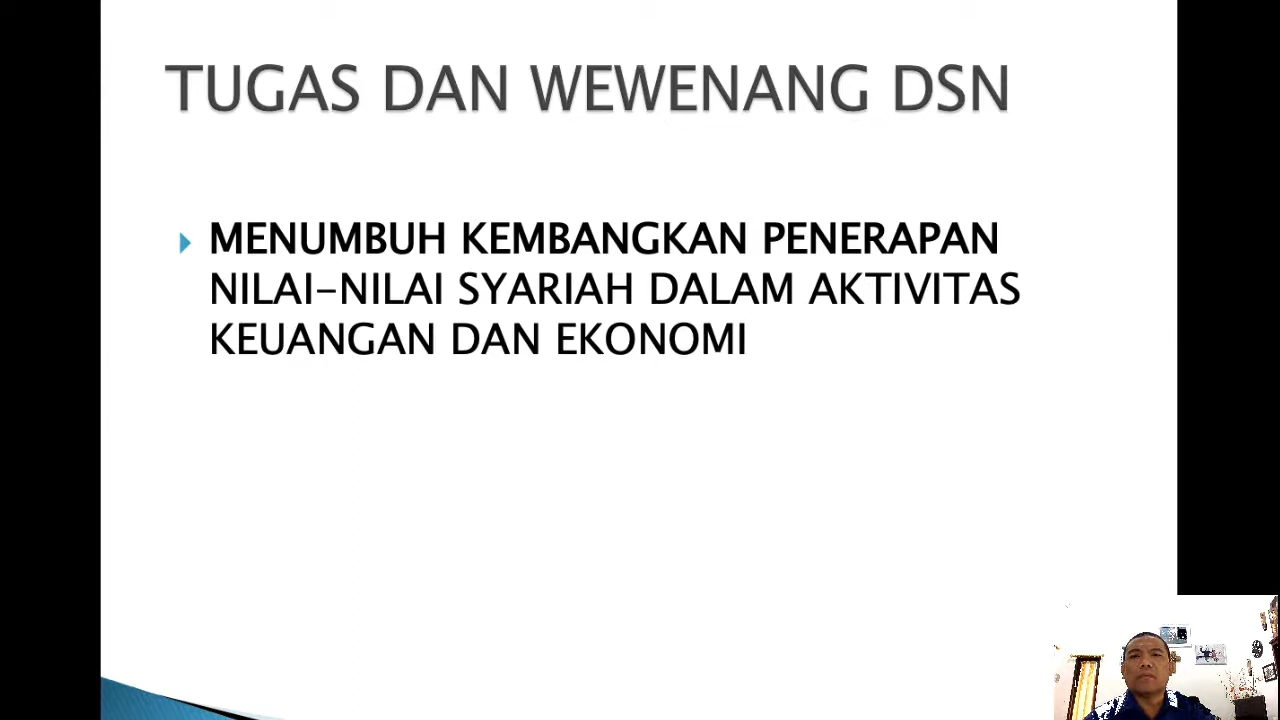 TUGAS DAN WEWENANG DSN
MENUMBUH KEMBANGKAN PENERAPAN
NILAI-NILAI SYARIAH DALAM AKTIVITAS
KEUANGAN DAN EKONOMI